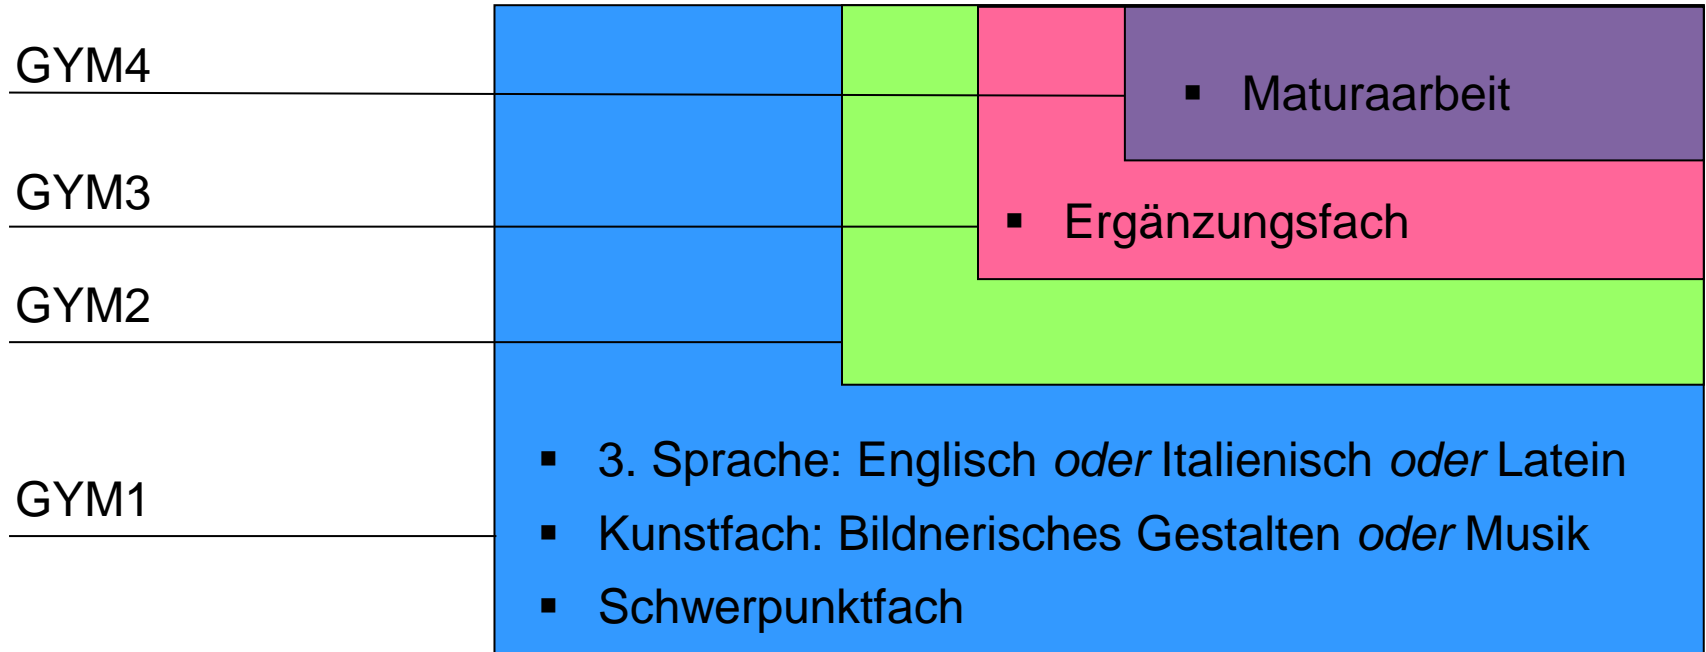 GYM4
▪ Maturaarbeit
GYM3
▪ Ergänzungsfach
GYM2
▪ 3. Sprache: Englisch oder Italienisch oder Latein
GYM1
▪ Kunstfach: Bildnerisches Gestalten oder Musik
▪ Schwerpunktfach